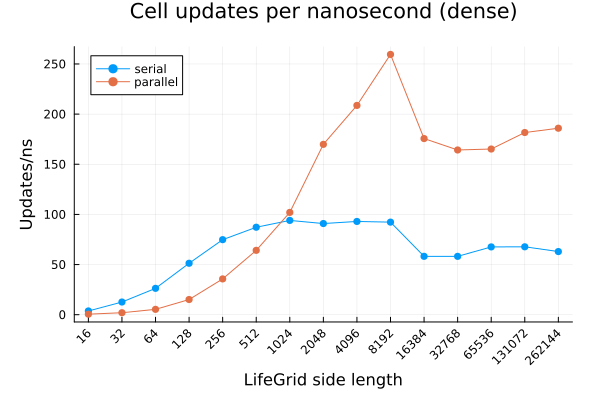 Cell updates per nanosecond (dense)
serial
parallel
Updates/ns
250
200
150
100
50
0
16 32 64 128 256 512 1024 2048 4096 8192 16384 32768 65536 131072 262144
LifeGrid side length